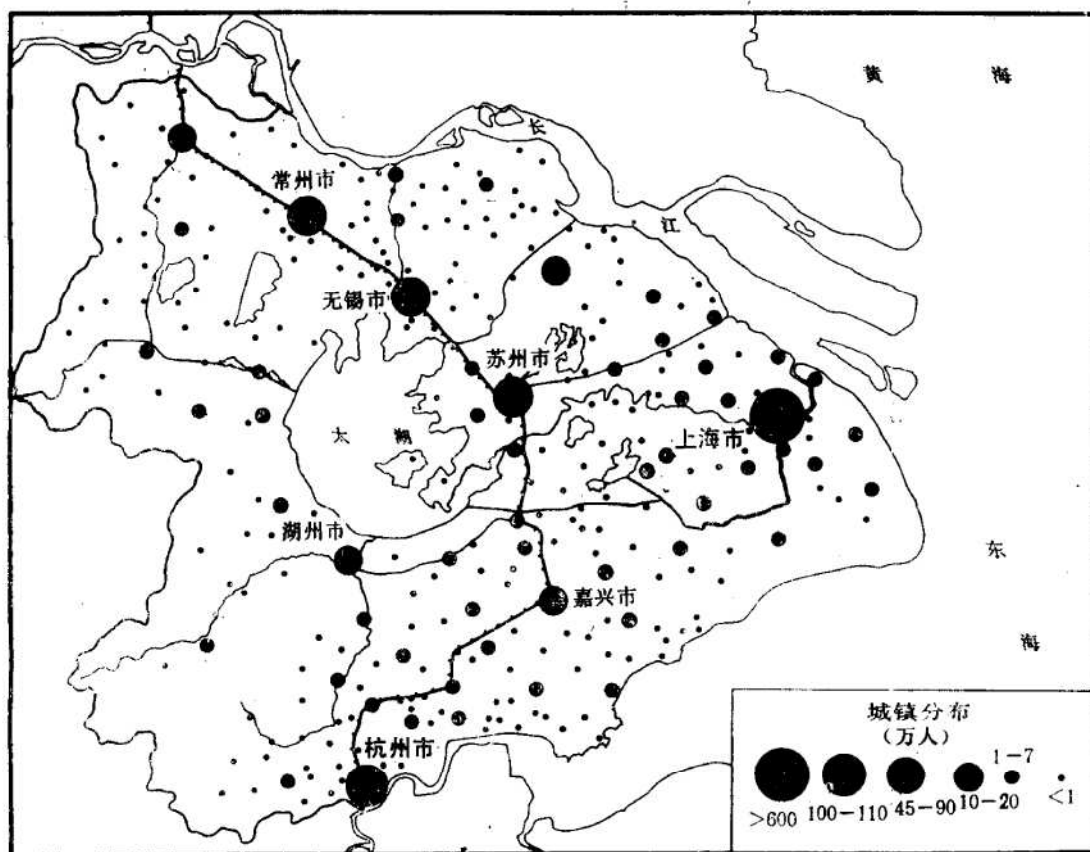 黄 海
长
常州市
江
无锡市
苏州市
太 湖
上海市
湖州市
东
嘉兴市
海
城镇分布
(万人)
杭州市
1-7
>600 100-110 45-90 10-20 <1